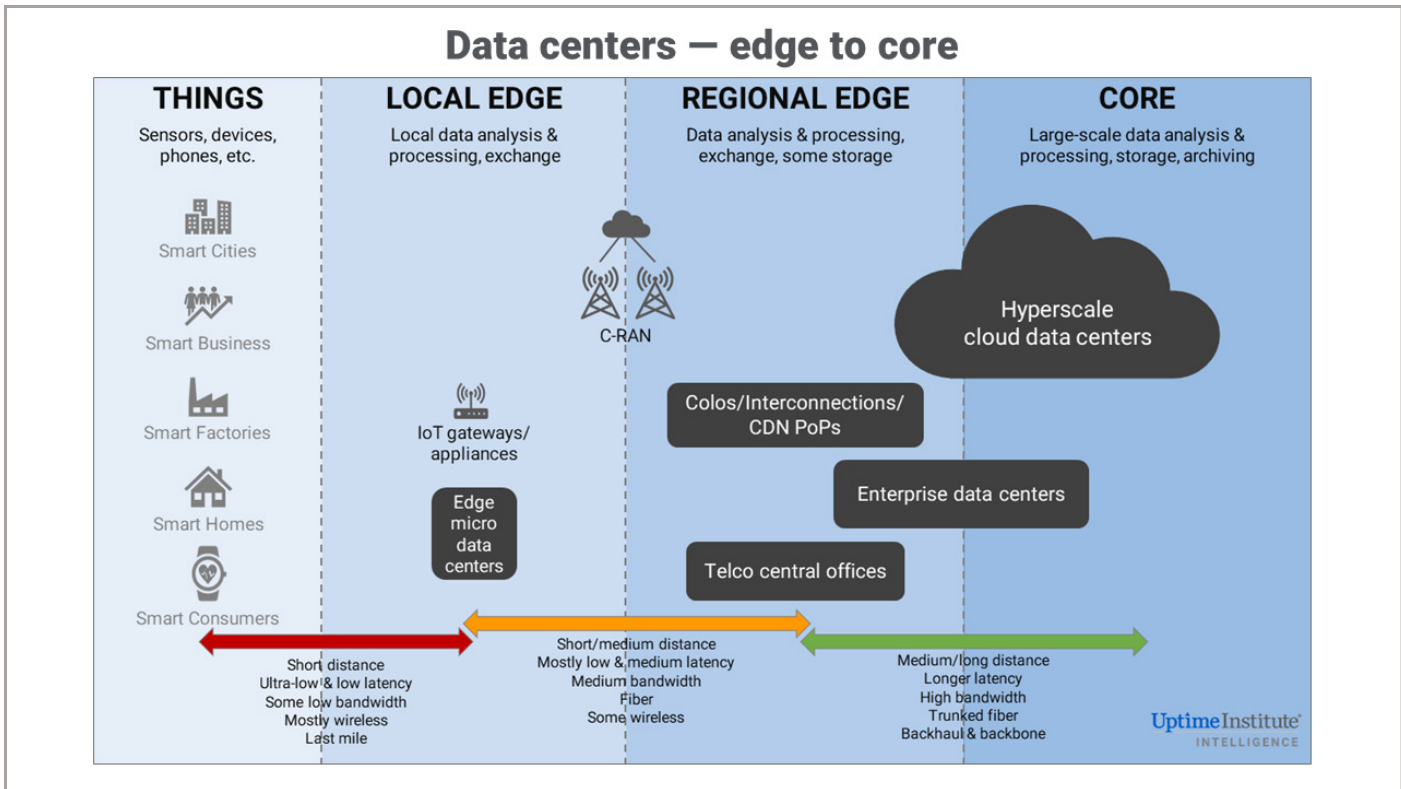 Data centers — edge to core
THINGS
Sensors, devices,
phones, etc.
LOCAL EDGE
Local data analysis &
processing, exchange
REGIONAL EDGE
Data analysis & processing,
exchange, some storage
CORE
Large-scale data analysis &
processing, storage, archiving
Smart Cities
Smart Business
Smart Factories
Smart Homes
Smart Consumers
C-RAN
IoT gateways/
appliances
Edge
micro
data
centers
Hyperscale
cloud data centers
Colos/Interconnections/
CDN PoPs
Enterprise data centers
Telco central offices
Short distance
Ultra-low & low latency
Some low bandwidth
Mostly wireless
Last mile
Short/medium distance
Mostly low & medium latency
Medium bandwidth
Fiber
Some wireless
Medium/long distance
Longer latency
High bandwidth
Trunked fiber
Backhaul & backbone
UptimeInstitute®
INTELLIGENCE